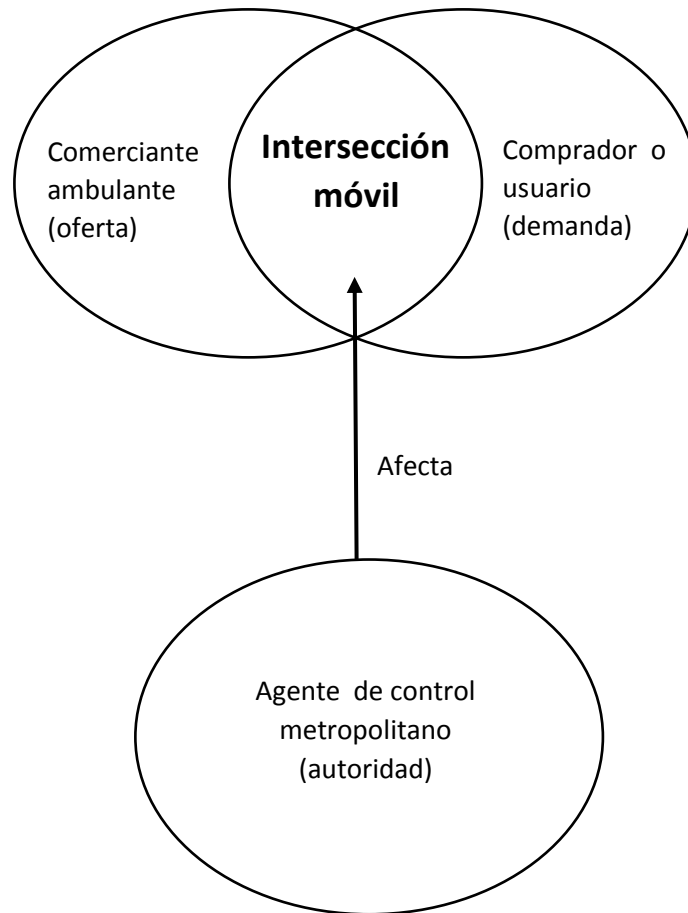 Comerciante
ambulante
(oferta)
Intersección
móvil
Comprador o
usuario
(demanda)
Afecta
Agente de control
metropolitano
(autoridad)